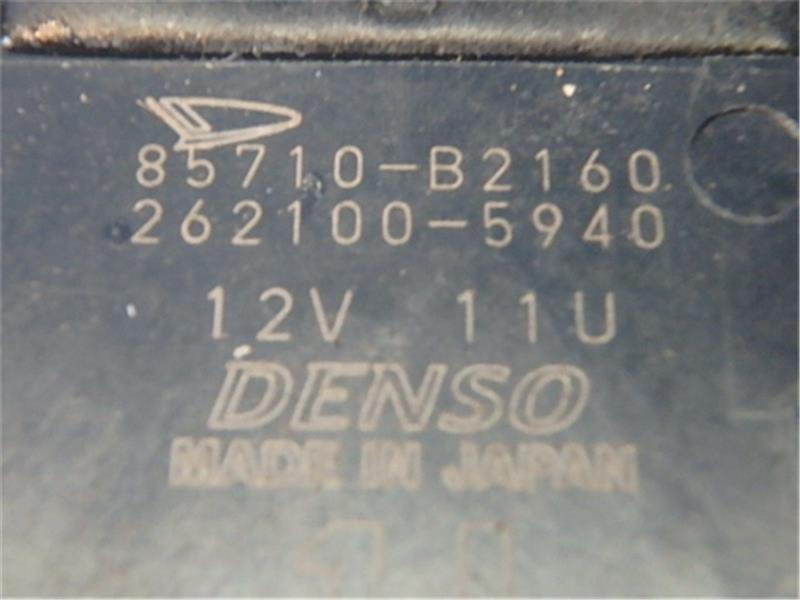 85710-B2160
262100-5940
12V 11U
DENSO
MADE IN JAPAN